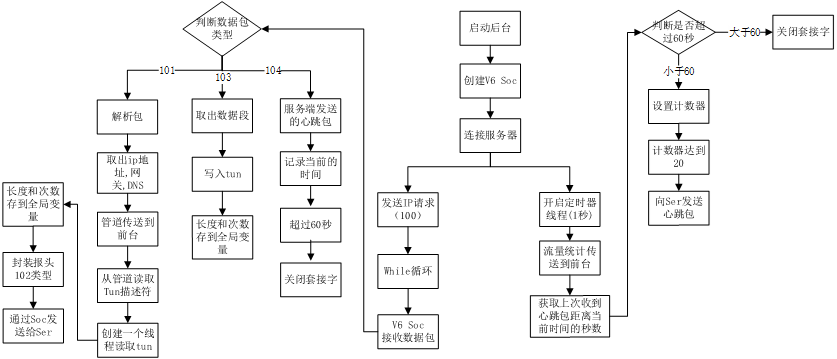 判断数据包
类型
101
103
104
解析包
取出ip地
址,网
关,DNS
管道传送到
前台
从管道读取
Tun描述符
创建一个线
程读取tun
长度和次数
存到全局变
量
封装报头
102类型
通过Soc发
送给Ser
取出数据段
写入tun
长度和次数
存到全局变
量
服务端发送
的心跳包
记录当前的
时间
超过60秒
关闭套接字
启动后台
创建V6 Soc
连接服务器
发送IP请求
(100)
While循环
V6 Soc
接收数据包
开启定时器
线程(1秒)
流量统计传
送到前台
获取上次收到
心跳包距离当
前时间的秒数
判断是否超
过60秒
大于60
关闭套接字
小于60
设置计数器
计数器达到
20
向Ser发送
心跳包